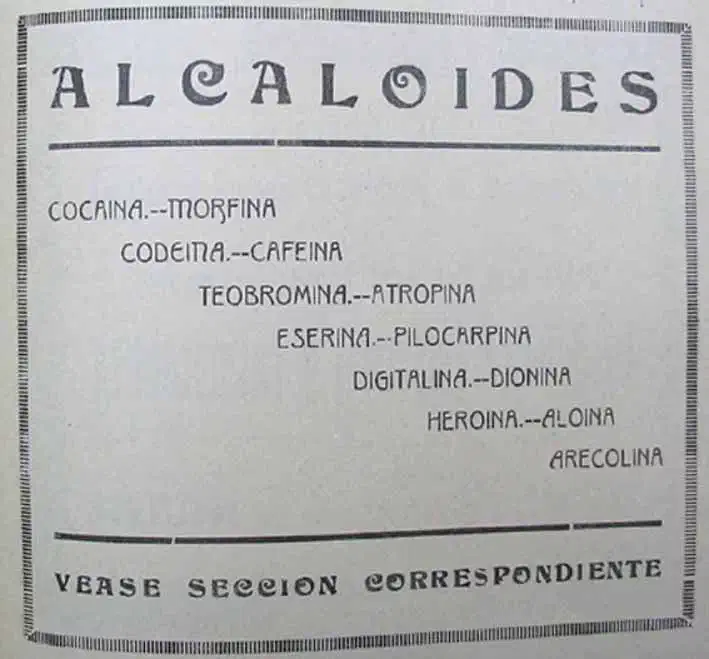 ALCALOIDES
COCAINA.--MORFINA
CODEINA.--CAFEINA
TEOBROMINA.--ATROPINA
ESERINA.--PILOCARPINA
DIGITALINA.--DIONINA
HEROINA.--ALOINA
ARECOLINA
VEASE SECCION CORRESPONDIENTE